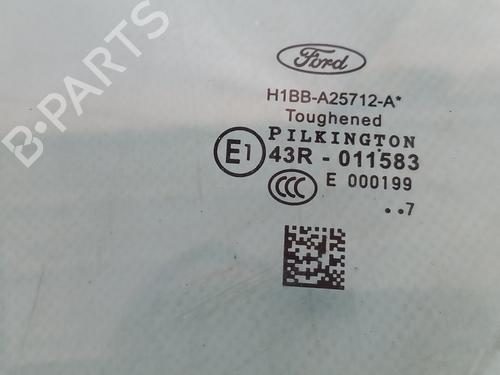 B-PARTS
Ford
H1BB-A25712-A*
Toughened
PILKINGTON
E1 43R - 011583
CCC E 000199
..7